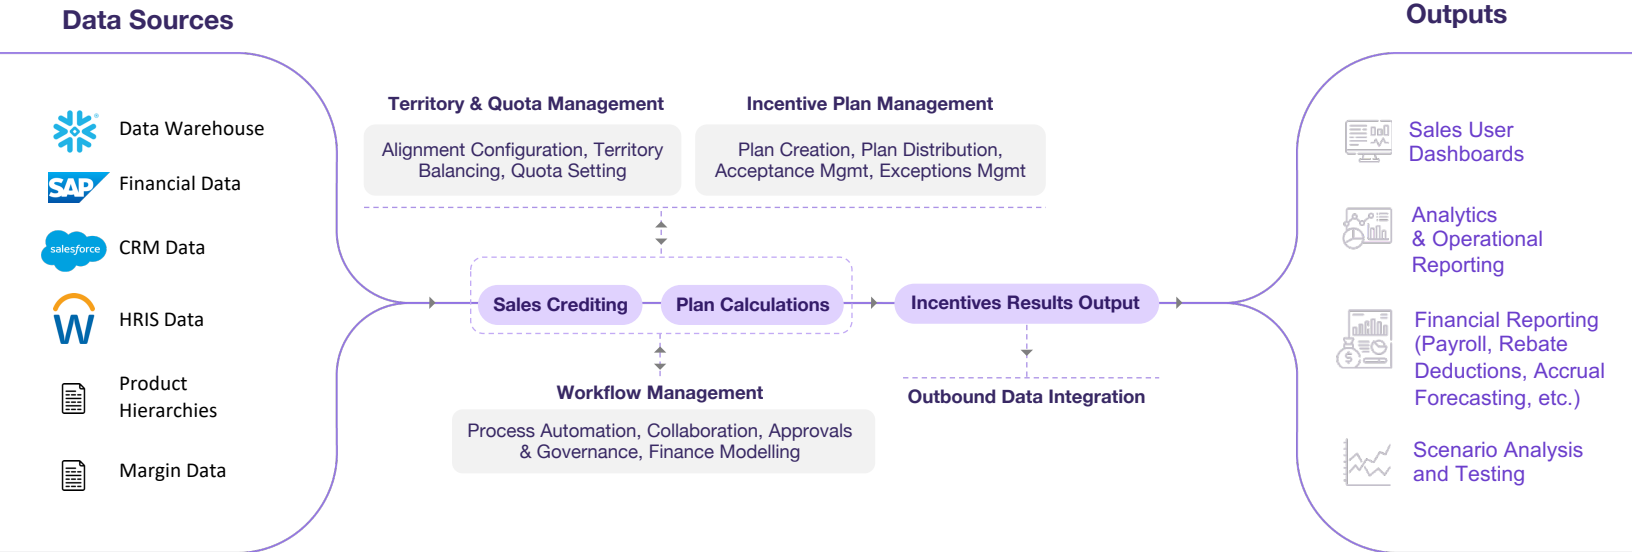 Data Sources
Outputs
Data Warehouse
SAP
Financial Data
salesforce
CRM Data
W
HRIS Data
Product
Hierarchies
Margin Data
Territory & Quota Management
Alignment Configuration, Territory
Balancing, Quota Setting
Incentive Plan Management
Plan Creation, Plan Distribution,
Acceptance Mgmt, Exceptions Mgmt
Sales Crediting
Plan Calculations
Incentives Results Output
Workflow Management
Process Automation, Collaboration, Approvals
& Governance, Finance Modelling
Outbound Data Integration
Sales User
Dashboards
Analytics
& Operational
Reporting
$
Financial Reporting
(Payroll, Rebate
Deductions, Accrual
Forecasting, etc.)
Scenario Analysis
and Testing